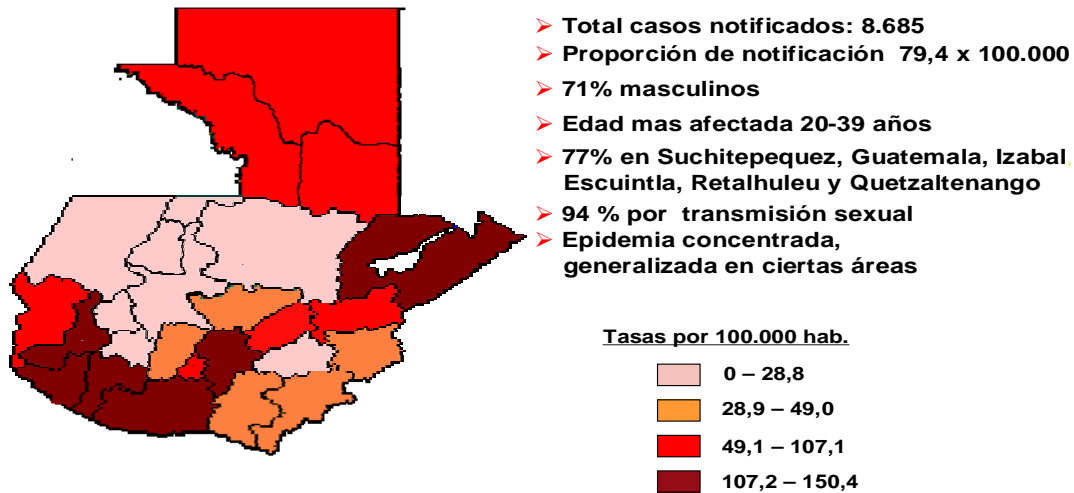 ➢ Total casos notificados: 8.685
➢ Proporción de notificación 79,4 x 100.000
➢ 71% masculinos
➢ Edad mas afectada 20-39 años
➢ 77% en Suchitepequez, Guatemala, Izabal,
Escuintla, Retalhuleu y Quetzaltenango
➢ 94 % por transmisión sexual
➢ Epidemia concentrada,
generalizada en ciertas áreas
Tasas por 100.000 hab.
0 – 28,8
28,9 – 49,0
49,1 – 107,1
107,2 – 150,4